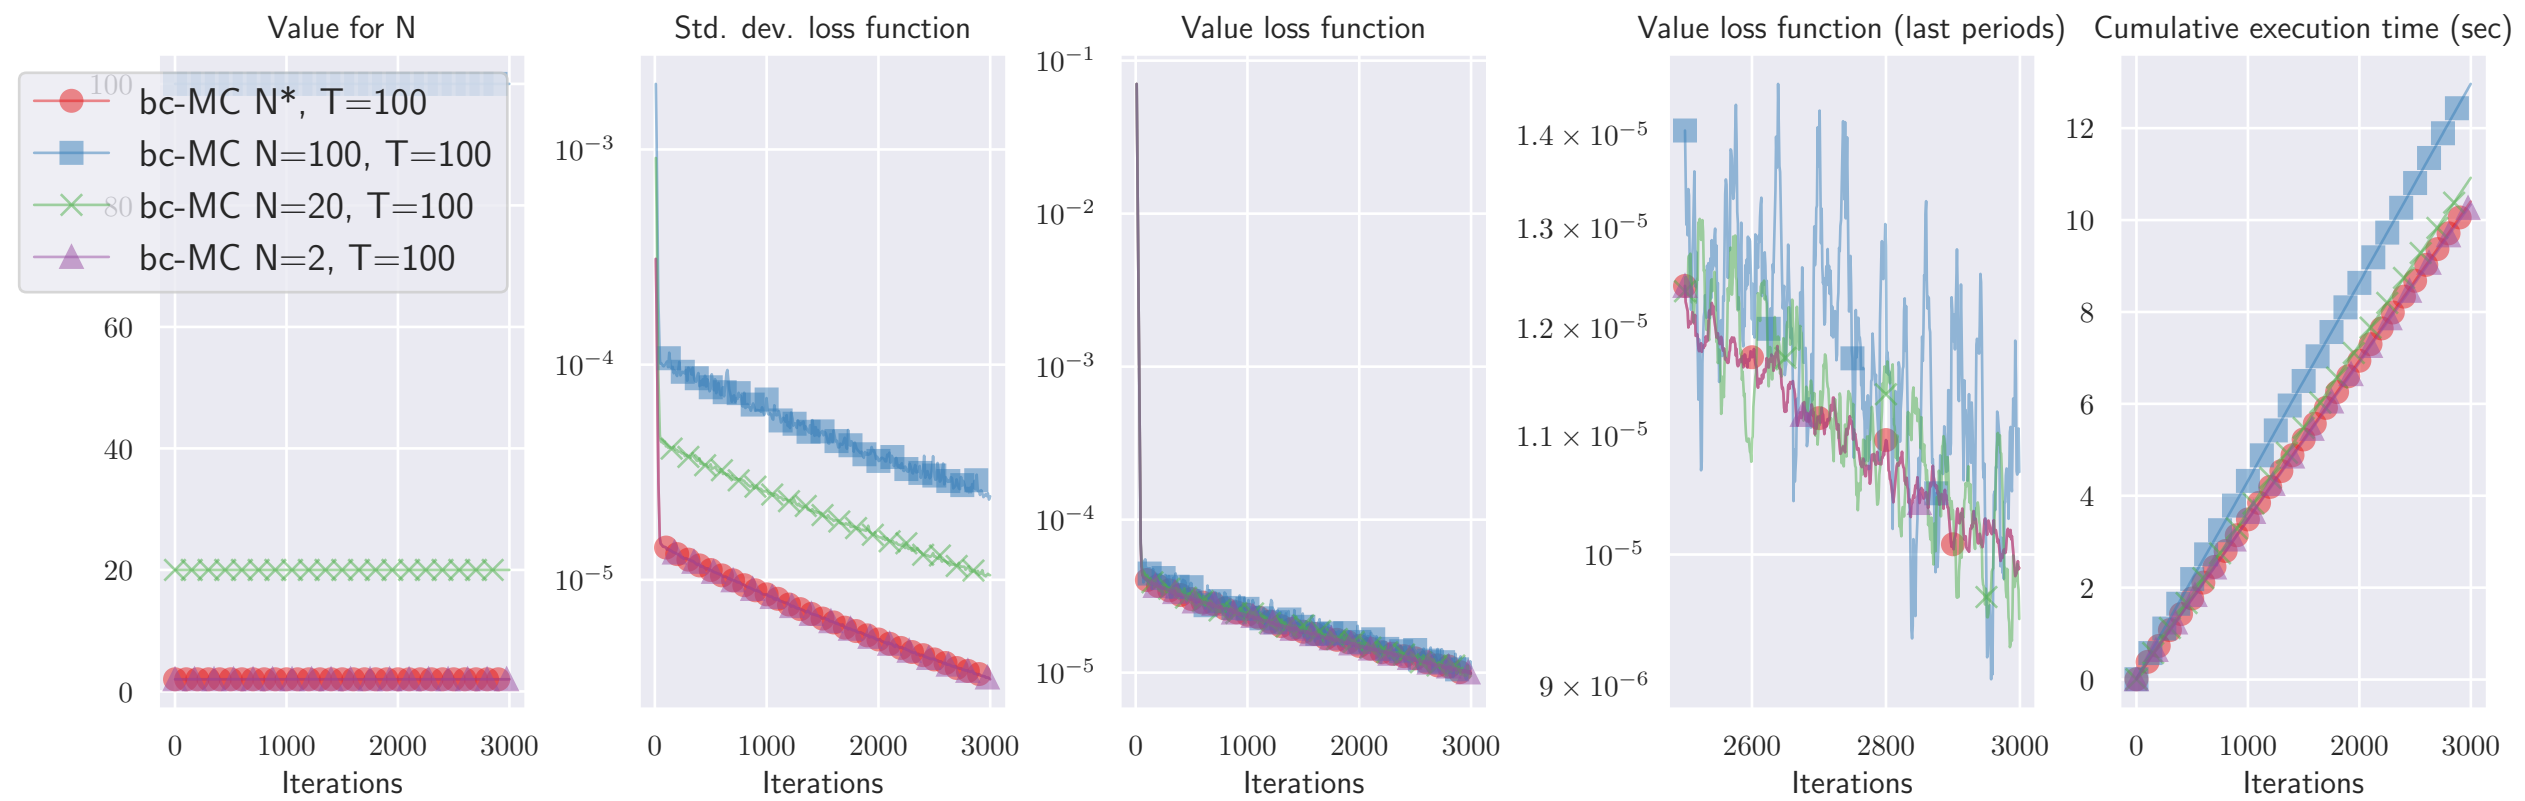 Value for N
100
80
60
40
20
0
0 1000 2000 3000
Iterations
bc-MC N*, T=100
bc-MC N=100, T=100
bc-MC N=20, T=100
bc-MC N=2, T=100
Std. dev. loss function
10⁻³
10⁻⁴
10⁻⁵
0 1000 2000 3000
Iterations
Value loss function
10⁻¹
10⁻²
10⁻³
10⁻⁴
10⁻⁵
0 1000 2000 3000
Iterations
Value loss function (last periods)
1.4 × 10⁻⁵
1.3 × 10⁻⁵
1.2 × 10⁻⁵
1.1 × 10⁻⁵
10⁻⁵
9 × 10⁻⁶
2600 2800 3000
Iterations
Cumulative execution time (sec)
12
10
8
6
4
2
0
0 1000 2000 3000
Iterations